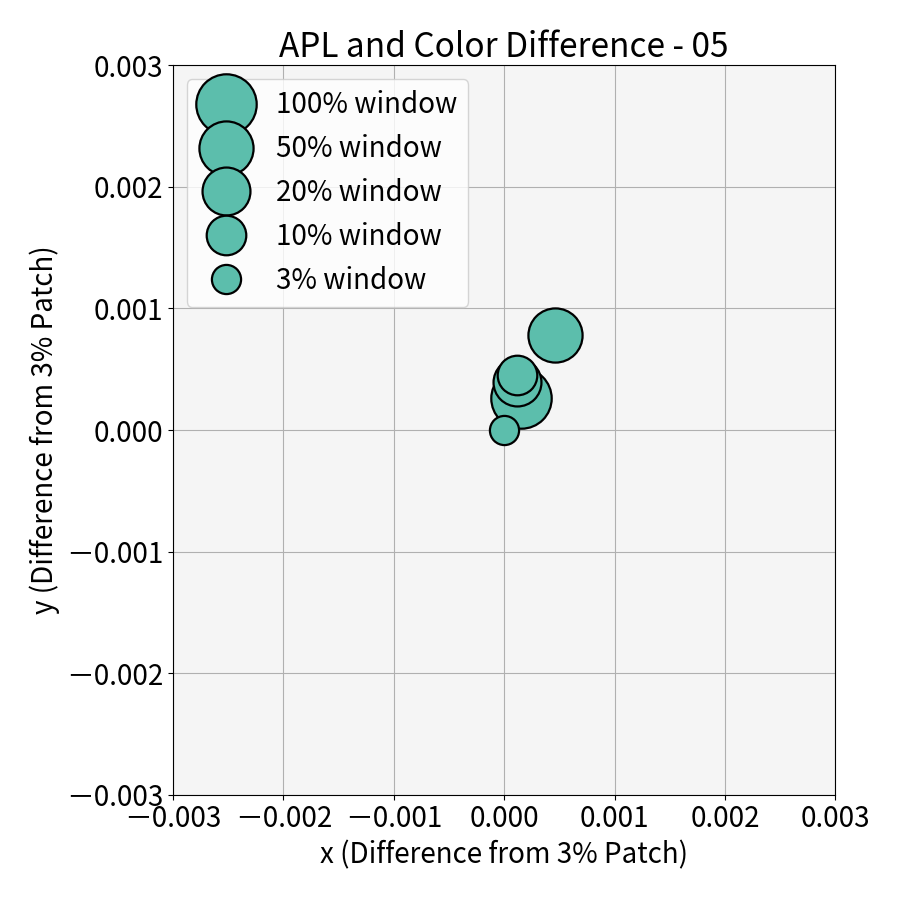 APL and Color Difference - 05
100% window
50% window
20% window
10% window
3% window
0.003
0.002
0.001
0.000
−0.001
−0.002
−0.003
y (Difference from 3% Patch)
−0.003 −0.002 −0.001 0.000 0.001 0.002 0.003
x (Difference from 3% Patch)